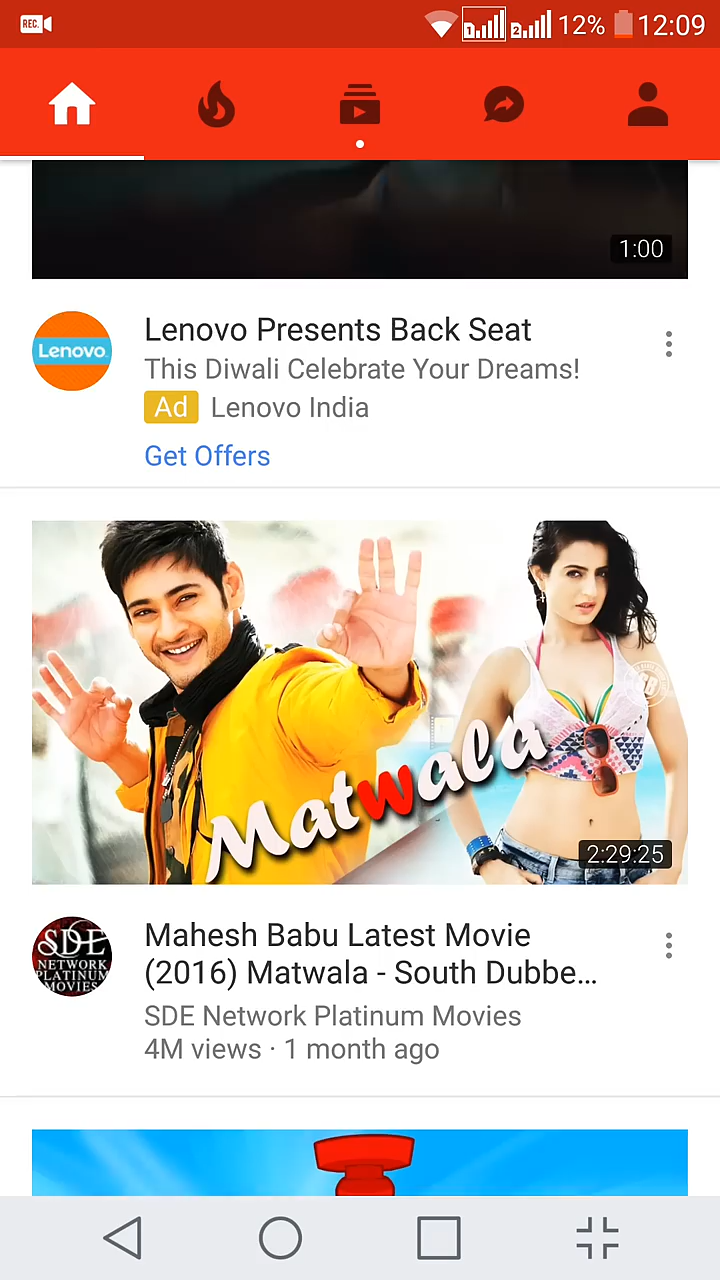 REC.
1 2 12% 12:09
1:00
Lenovo
Lenovo Presents Back Seat
This Diwali Celebrate Your Dreams!
Ad Lenovo India
Get Offers
Matwala
2:29:25
SDE
NETWORK
PLATINUM
MOVIES
Mahesh Babu Latest Movie
(2016) Matwala - South Dubbe...
SDE Network Platinum Movies
4M views · 1 month ago